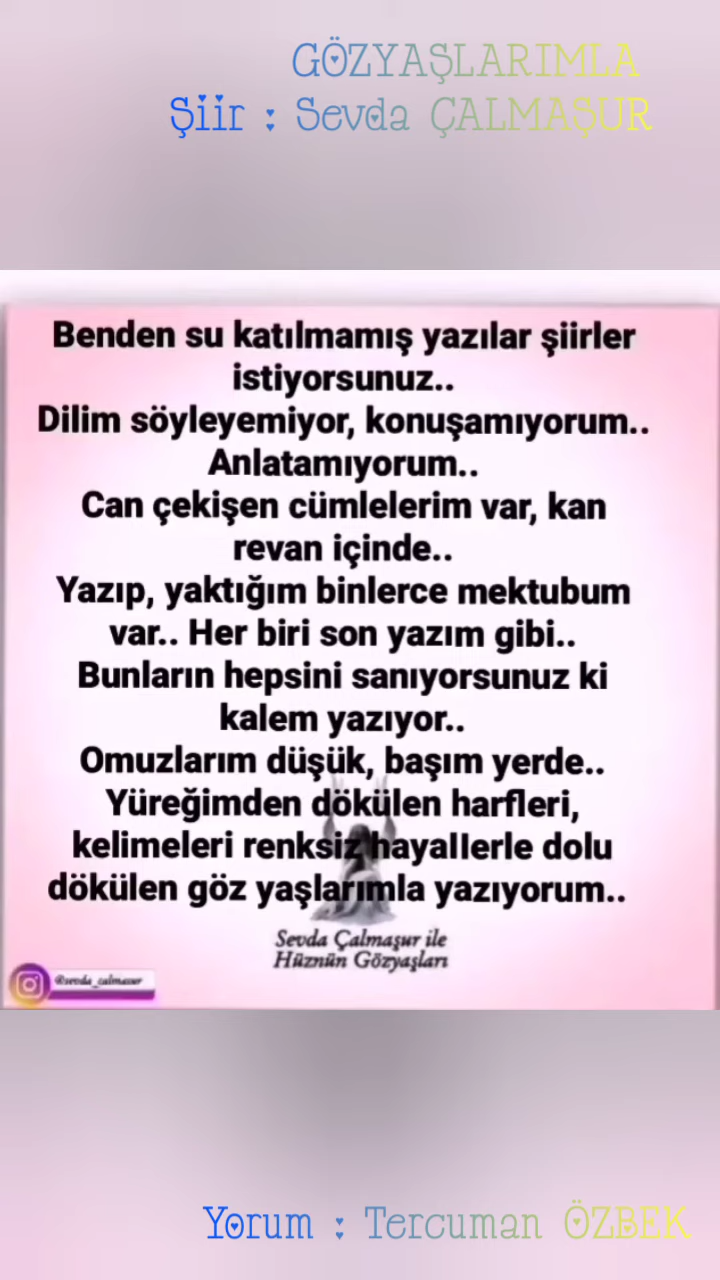 GÖZYAŞLARIMLA
Şiir : Sevda ÇALMAŞUR
Benden su katılmamış yazılar şiirler
istiyorsunuz..
Dilim söyleyemiyor, konuşamıyorum..
Anlatamıyorum..
Can çekişen cümlelerim var, kan
revan içinde..
Yazıp, yaktığım binlerce mektubum
var.. Her biri son yazım gibi..
Bunların hepsini sanıyorsunuz ki
kalem yazıyor..
Omuzlarım düşük, başım yerde..
Yüreğimden dökülen harfleri,
kelimeleri renksiz hayallerle dolu
dökülen göz yaşlarımla yazıyorum..
Sevda Çalmaşur ile
Hüznün Gözyaşları
@sevda_calmasur
Yorum : Tercuman ÖZBEK